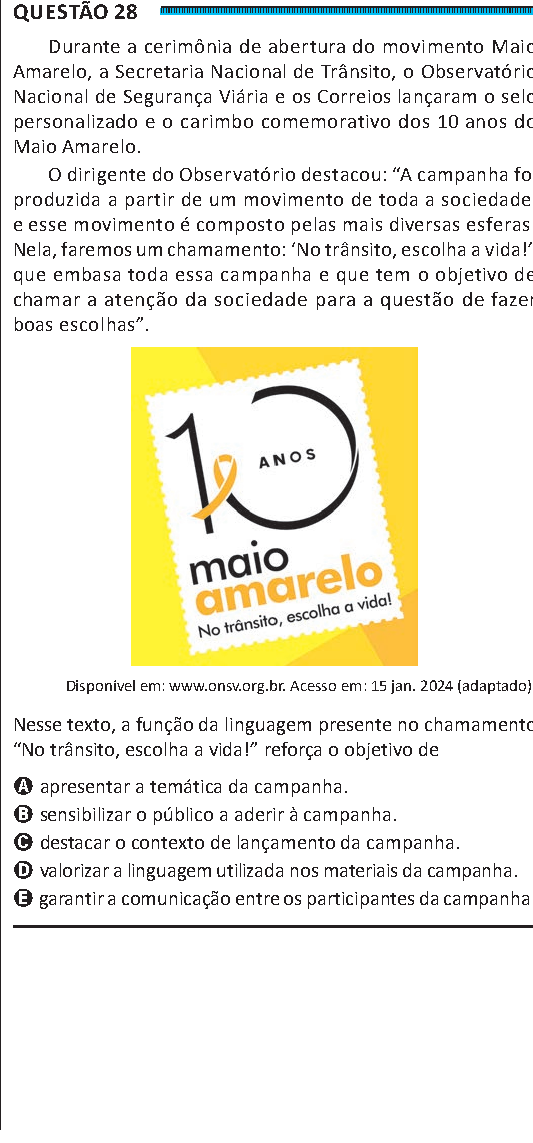 QUESTÃO 28
Durante a cerimônia de abertura do movimento Maio
Amarelo, a Secretaria Nacional de Trânsito, o Observatório
Nacional de Segurança Viária e os Correios lançaram o selo
personalizado e o carimbo comemorativo dos 10 anos do
Maio Amarelo.
O dirigente do Observatório destacou: “A campanha foi
produzida a partir de um movimento de toda a sociedade
e esse movimento é composto pelas mais diversas esferas.
Nela, faremos um chamamento: ‘No trânsito, escolha a vida!’
que embasa toda essa campanha e que tem o objetivo de
chamar a atenção da sociedade para a questão de fazer
boas escolhas”.
10 ANOS
maio
amarelo
No trânsito, escolha a vida!
Disponível em: www.onsv.org.br. Acesso em: 15 jan. 2024 (adaptado)
Nesse texto, a função da linguagem presente no chamamento
“No trânsito, escolha a vida!” reforça o objetivo de
A apresentar a temática da campanha.
B sensibilizar o público a aderir à campanha.
C destacar o contexto de lançamento da campanha.
D valorizar a linguagem utilizada nos materiais da campanha.
E garantir a comunicação entre os participantes da campanha